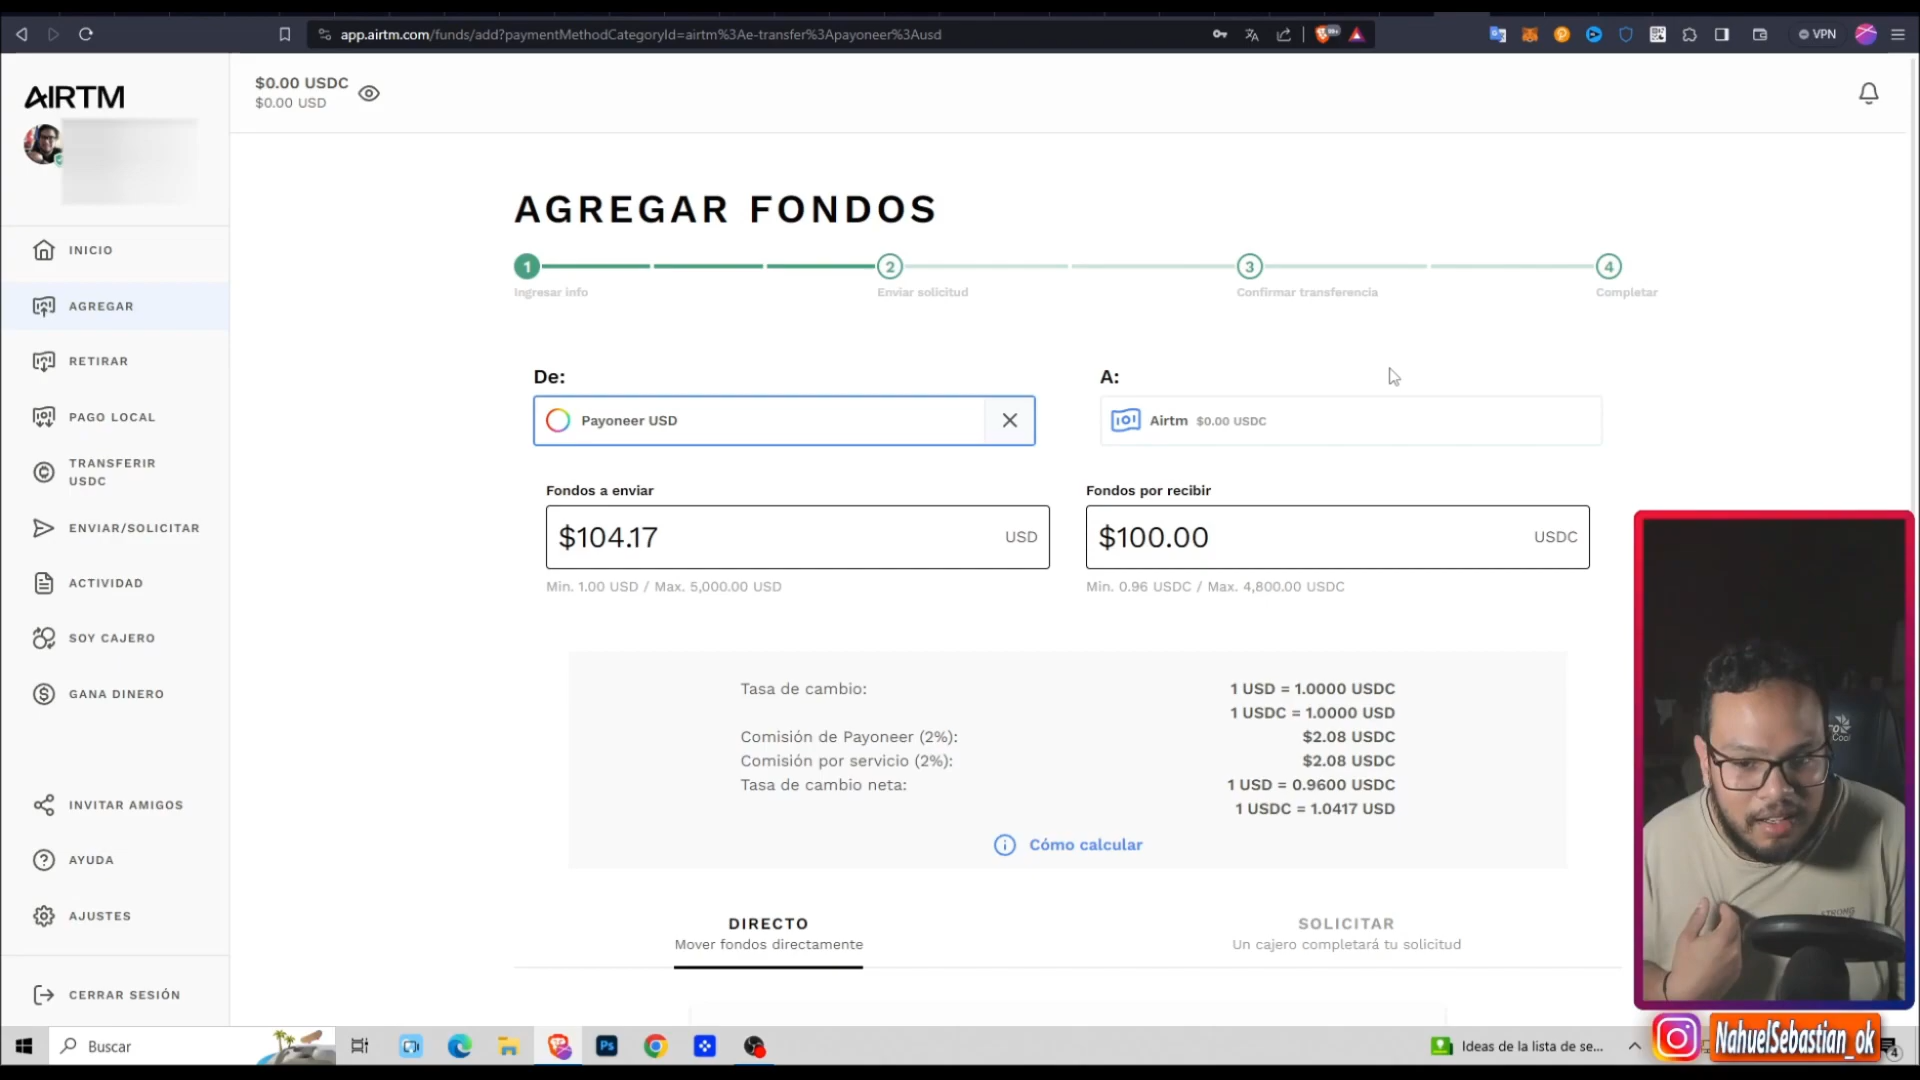 app.airtm.com/funds/add?paymentMethodCategoryId=airtm%3Ae-transfer%3Apayoneer%3Ausd
99+
VPN
AIRTM
$0.00 USDC
$0.00 USD
INICIO
AGREGAR
RETIRAR
PAGO LOCAL
TRANSFERIR
USDC
ENVIAR/SOLICITAR
ACTIVIDAD
SOY CAJERO
GANA DINERO
INVITAR AMIGOS
AYUDA
AJUSTES
CERRAR SESIÓN
AGREGAR FONDOS
1
2
3
4
Ingresar info
Enviar solicitud
Confirmar transferencia
Completar
De:
A:
Payoneer USD
Airtm $0.00 USDC
Fondos a enviar
Fondos por recibir
$104.17 USD
$100.00 USDC
Min. 1.00 USD / Max. 5,000.00 USD
Min. 0.96 USDC / Max. 4,800.00 USDC
Tasa de cambio: 1 USD = 1.0000 USDC
1 USDC = 1.0000 USD
Comisión de Payoneer (2%): $2.08 USDC
Comisión por servicio (2%): $2.08 USDC
Tasa de cambio neta: 1 USD = 0.9600 USDC
1 USDC = 1.0417 USD
Cómo calcular
DIRECTO
Mover fondos directamente
SOLICITAR
Un cajero completará tu solicitud
Cool
STRONG
Buscar
Ps
Ideas de la lista de se...
NahuelSebastian_ok
4